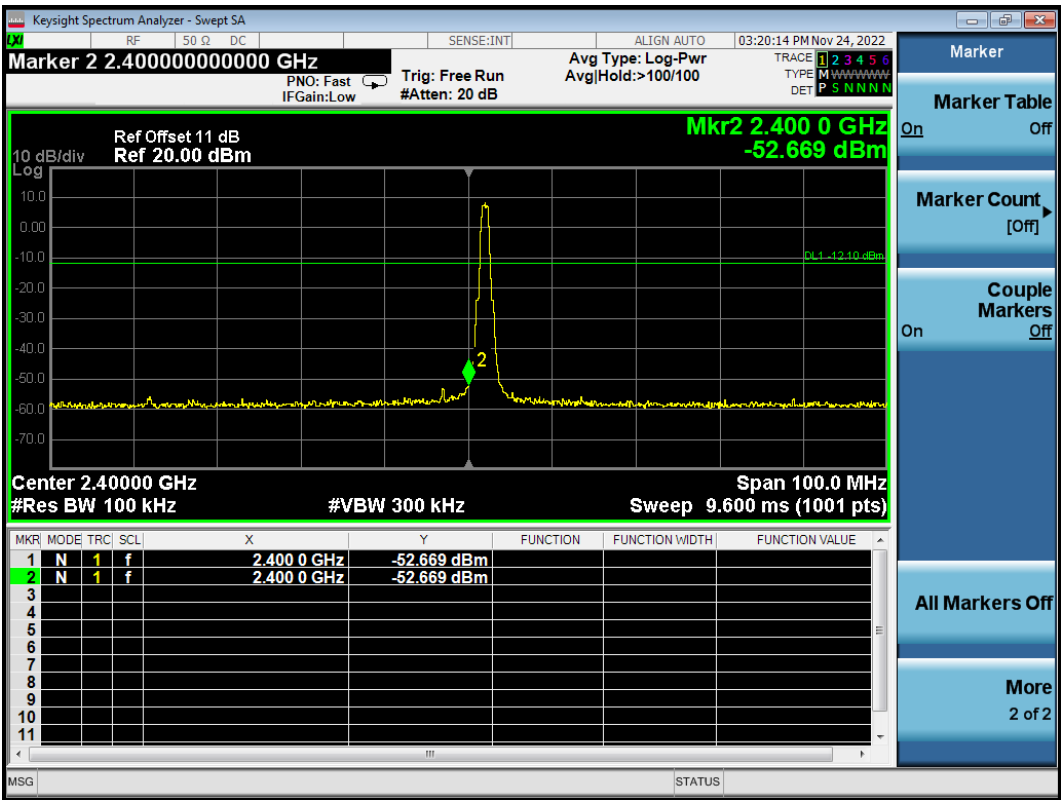 Keysight Spectrum Analyzer - Swept SA
LXI RF 50 Ω DC SENSE:INT ALIGN AUTO 03:20:14 PM Nov 24, 2022
Marker 2 2.400000000000 GHz
PNO: Fast
IFGain:Low
Trig: Free Run
#Atten: 20 dB
Avg Type: Log-Pwr
Avg|Hold:>100/100
TRACE 1 2 3 4 5 6
TYPE M W W W W W
DET P S N N N N
Ref Offset 11 dB
10 dB/div Ref 20.00 dBm
Log
Mkr2 2.400 0 GHz
-52.669 dBm
10.0
0.00
-10.0
DL1 -12.10 dBm
-20.0
-30.0
-40.0
2
-50.0
-60.0
-70.0
Center 2.40000 GHz Span 100.0 MHz
#Res BW 100 kHz #VBW 300 kHz Sweep 9.600 ms (1001 pts)
MKR MODE TRC SCL X Y FUNCTION FUNCTION WIDTH FUNCTION VALUE
1 N 1 f 2.400 0 GHz -52.669 dBm
2 N 1 f 2.400 0 GHz -52.669 dBm
3
4
5
6
7
8
9
10
11
MSG STATUS
Marker
Marker Table
On Off
Marker Count
[Off]
Couple
Markers
On Off
All Markers Off
More
2 of 2